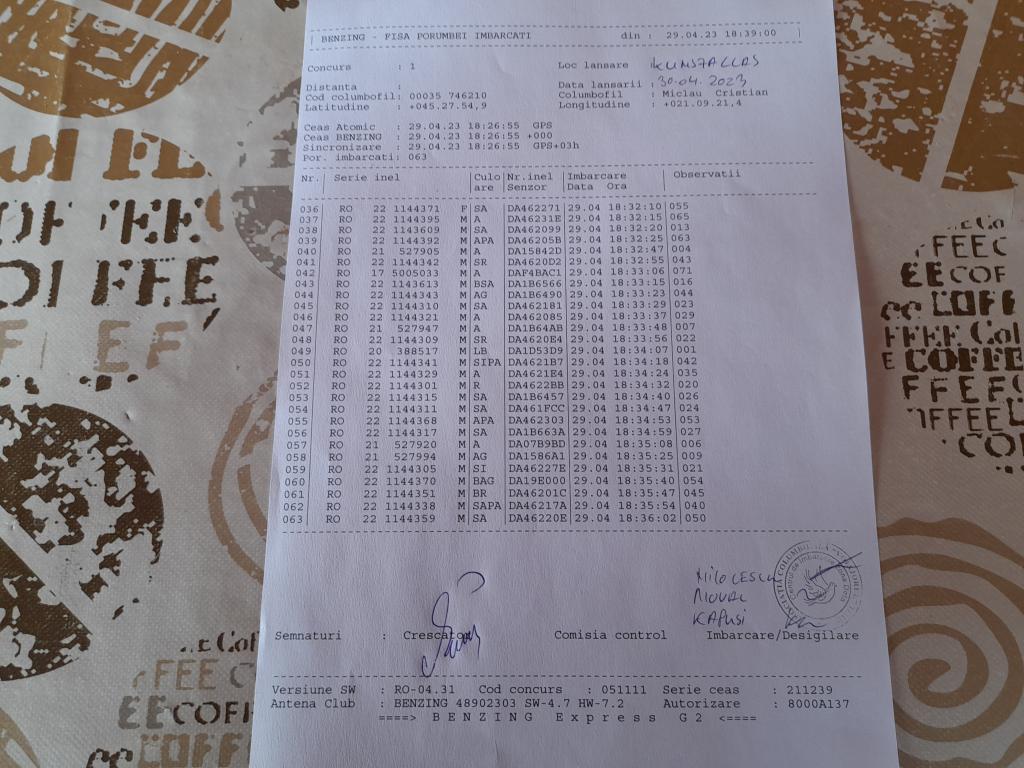 BENZING - FISA PORUMBEI IMBARCATI din : 29.04.23 18:39:00
Concurs : 1 Loc lansare
Distanta : Data lansarii : 30.04.2023
Cod columbofil: 00035 746210 Columbofil : Miclau Cristian
Latitudine : +045.27.54,9 Longitudine : +021.09.21,4
Ceas Atomic : 29.04.23 18:26:55 GPS
Ceas BENZING : 29.04.23 18:26:55 +000
Sincronizare : 29.04.23 18:26:55 GPS+03h
Por. imbarcati: 063
Nr. Serie inel Culo Nr.inel Imbarcare Observatii
are Senzor Data Ora
036 RO 22 1144371 F SA DA462271 29.04 18:32:10 055
037 RO 22 1144395 M A DA46231E 29.04 18:32:15 065
038 RO 22 1143609 M SA DA462099 29.04 18:32:20 013
039 RO 22 1144392 M APA DA46205B 29.04 18:32:25 063
040 RO 21 527905 M A DA15842D 29.04 18:32:47 004
041 RO 22 1144342 M SR DA4620D2 29.04 18:32:55 043
042 RO 17 5005033 M A DAF4BAC1 29.04 18:33:06 071
043 RO 22 1143613 M BSA DA1B6566 29.04 18:33:15 016
044 RO 22 1144343 M AG DA1B6490 29.04 18:33:23 044
045 RO 22 1144310 M SA DA4621B1 29.04 18:33:29 023
046 RO 22 1144321 M A DA462085 29.04 18:33:37 029
047 RO 21 527947 M A DA1B64AB 29.04 18:33:48 007
048 RO 22 1144309 M SR DA4620E4 29.04 18:33:56 022
049 RO 20 388517 M LB DA1D53D9 29.04 18:34:07 001
050 RO 22 1144341 M SIPA DA4621B7 29.04 18:34:18 042
051 RO 22 1144329 M A DA4621E4 29.04 18:34:24 035
052 RO 22 1144301 M R DA4622BB 29.04 18:34:32 020
053 RO 22 1144315 M SA DA1B6457 29.04 18:34:40 026
054 RO 22 1144311 M SA DA461FCC 29.04 18:34:47 024
055 RO 22 1144368 M APA DA462303 29.04 18:34:53 053
056 RO 22 1144317 M SA DA1B663A 29.04 18:34:59 027
057 RO 21 527920 M A DA07B9BD 29.04 18:35:08 006
058 RO 21 527994 M AG DA1586A1 29.04 18:35:25 009
059 RO 22 1144305 M SI DA46227E 29.04 18:35:31 021
060 RO 22 1144370 M BAG DA19E000 29.04 18:35:40 054
061 RO 22 1144351 M BR DA46201C 29.04 18:35:47 045
062 RO 22 1144338 M SAPA DA46217A 29.04 18:35:54 040
063 RO 22 1144359 M SA DA46220E 29.04 18:36:02 050
KAPUSI
Semnaturi : Crescator Comisia control Imbarcare/Desigilare
Versiune SW : RO-04.31 Cod concurs : 051111 Serie ceas : 211239
Antena Club : BENZING 48902303 SW-4.7 HW-7.2 Autorizare : 8000A137
====> BENZING Express G2 <====
COFFEE